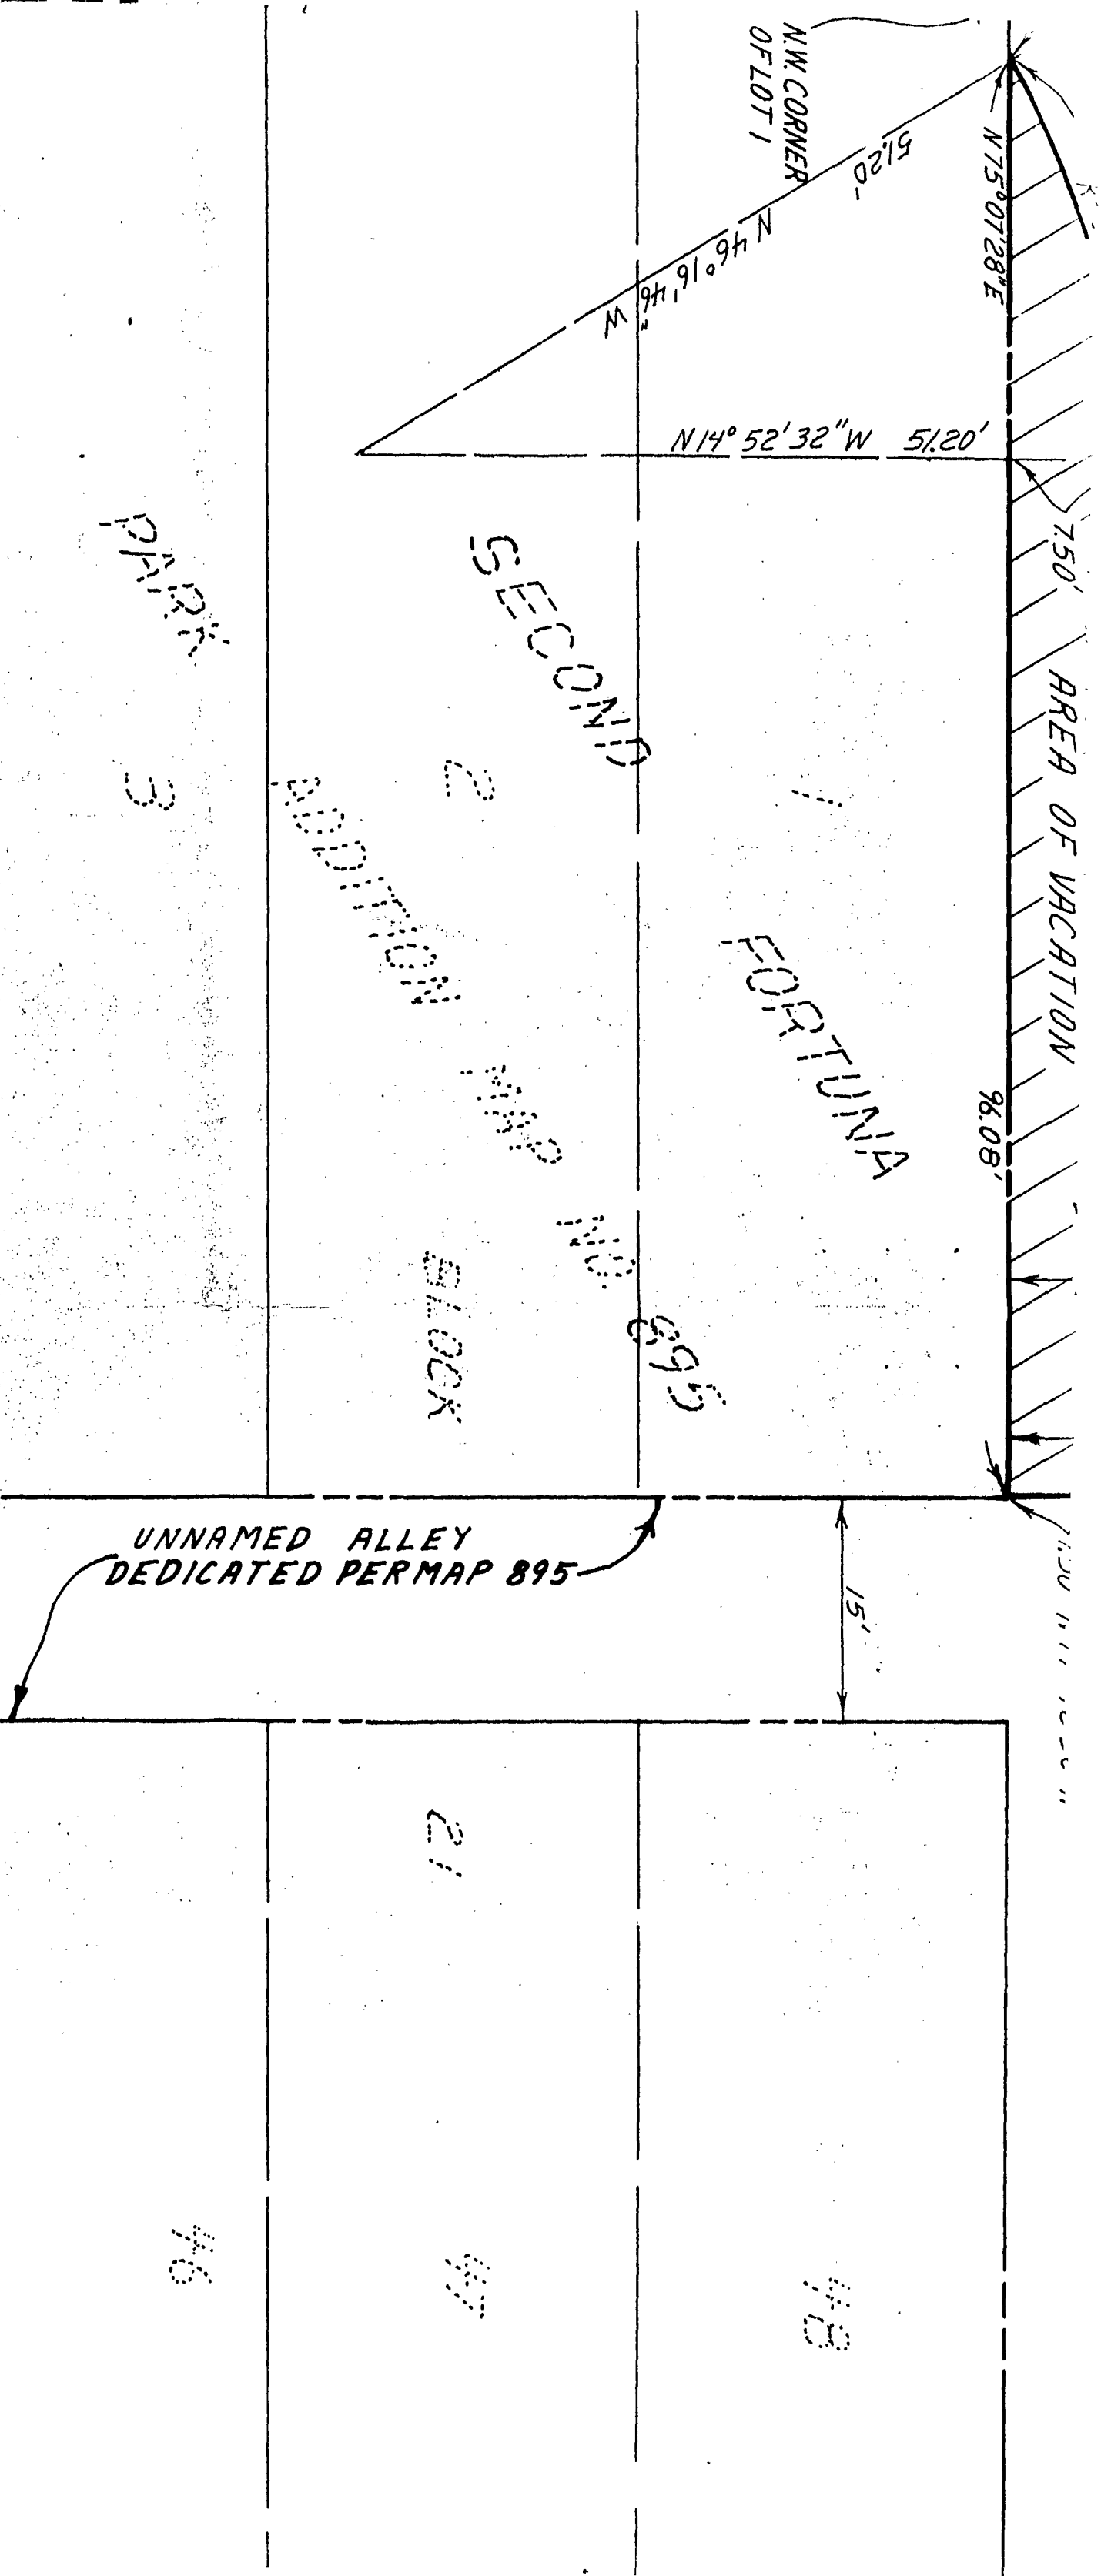 N.W. CORNER
OF LOT 1
51.20'
N 46° 16' 46" W
N 75° 07' 28" E
N 14° 52' 32" W 51.20'
7.50'
AREA OF VACATION
96.08'
SECOND
FORTUNA
PARK
ADDITION
MAP NO. 895
1
2
3
BLOCK
21
UNNAMED ALLEY
DEDICATED PER MAP 895
15'
46
47
48